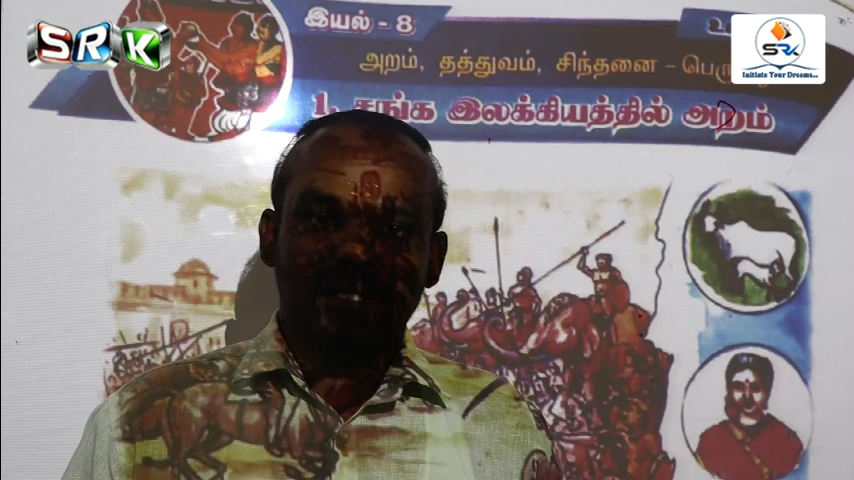 SRK
இயல் - 8
அறம், தத்துவம், சிந்தனை -
1. சங்க இலக்கியத்தில் அறம்
SRK
Initiate Your Dreams...